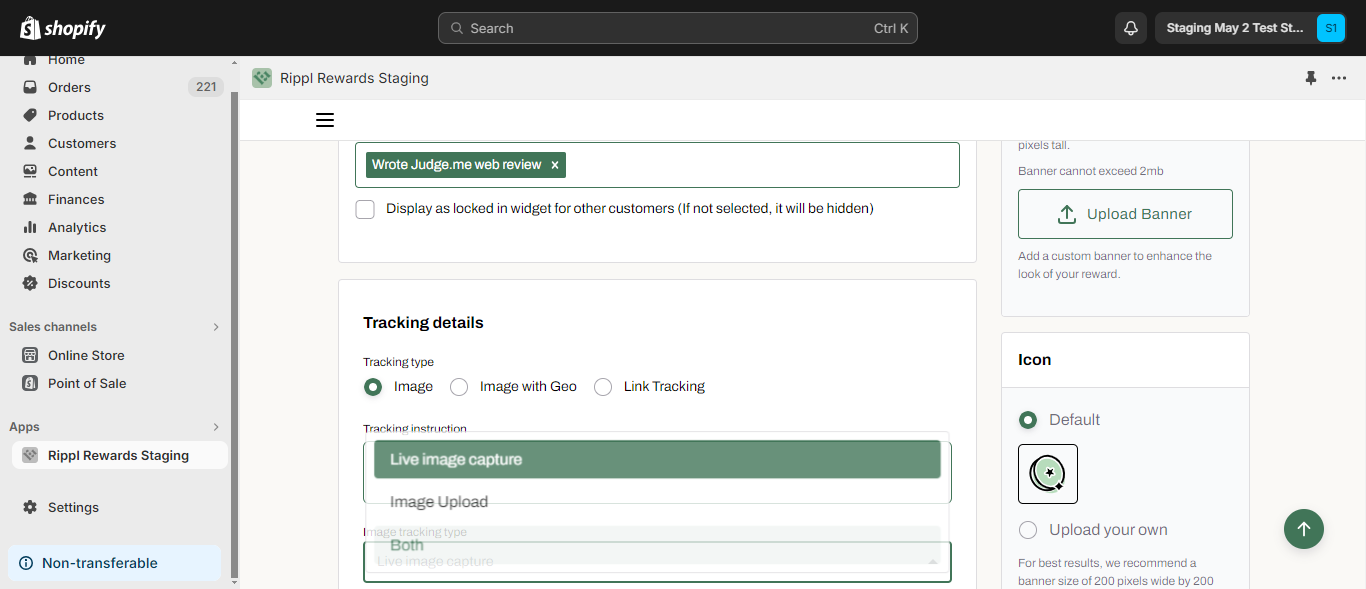 shopify
Search
Ctrl K
Staging May 2 Test St...
S1
Home
Orders
221
Products
Customers
Content
Finances
Analytics
Marketing
Discounts
Sales channels
Online Store
Point of Sale
Apps
Rippl Rewards Staging
Settings
Non-transferable
Rippl Rewards Staging
Wrote Judge.me web review ×
Display as locked in widget for other customers (If not selected, it will be hidden)
Tracking details
Tracking type
Image
Image with Geo
Link Tracking
Tracking instruction
Live image capture
Image Upload
Image tracking type
Both
Live image capture
pixels tall.
Banner cannot exceed 2mb
Upload Banner
Add a custom banner to enhance the
look of your reward.
Icon
Default
Upload your own
For best results, we recommend a
banner size of 200 pixels wide by 200